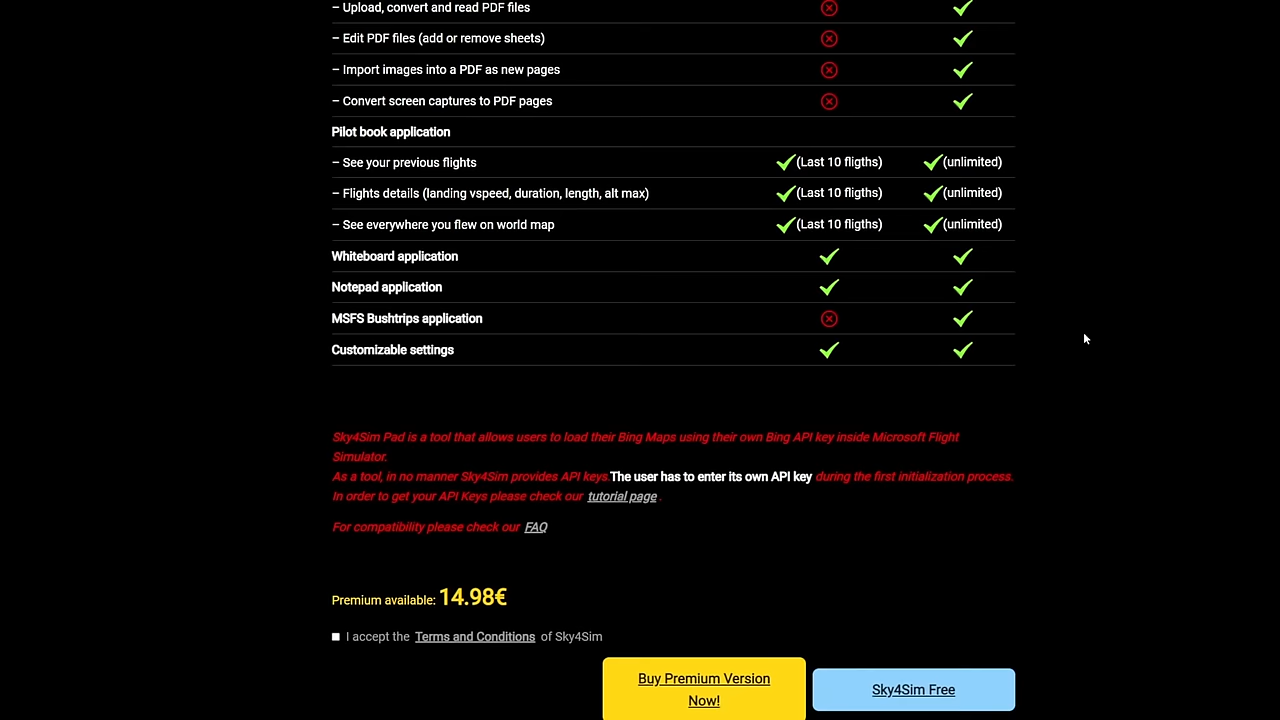 – Upload, convert and read PDF files
– Edit PDF files (add or remove sheets)
– Import images into a PDF as new pages
– Convert screen captures to PDF pages
Pilot book application
– See your previous flights (Last 10 fligths) (unlimited)
– Flights details (landing vspeed, duration, length, alt max) (Last 10 fligths) (unlimited)
– See everywhere you flew on world map (Last 10 fligths) (unlimited)
Whiteboard application
Notepad application
MSFS Bushtrips application
Customizable settings
Sky4Sim Pad is a tool that allows users to load their Bing Maps using their own Bing API key inside Microsoft Flight
Simulator.
As a tool, in no manner Sky4Sim provides API keys.The user has to enter its own API key during the first initialization process.
In order to get your API Keys please check our tutorial page .
For compatibility please check our FAQ
Premium available: 14.98€
I accept the Terms and Conditions of Sky4Sim
Buy Premium Version
Now!
Sky4Sim Free